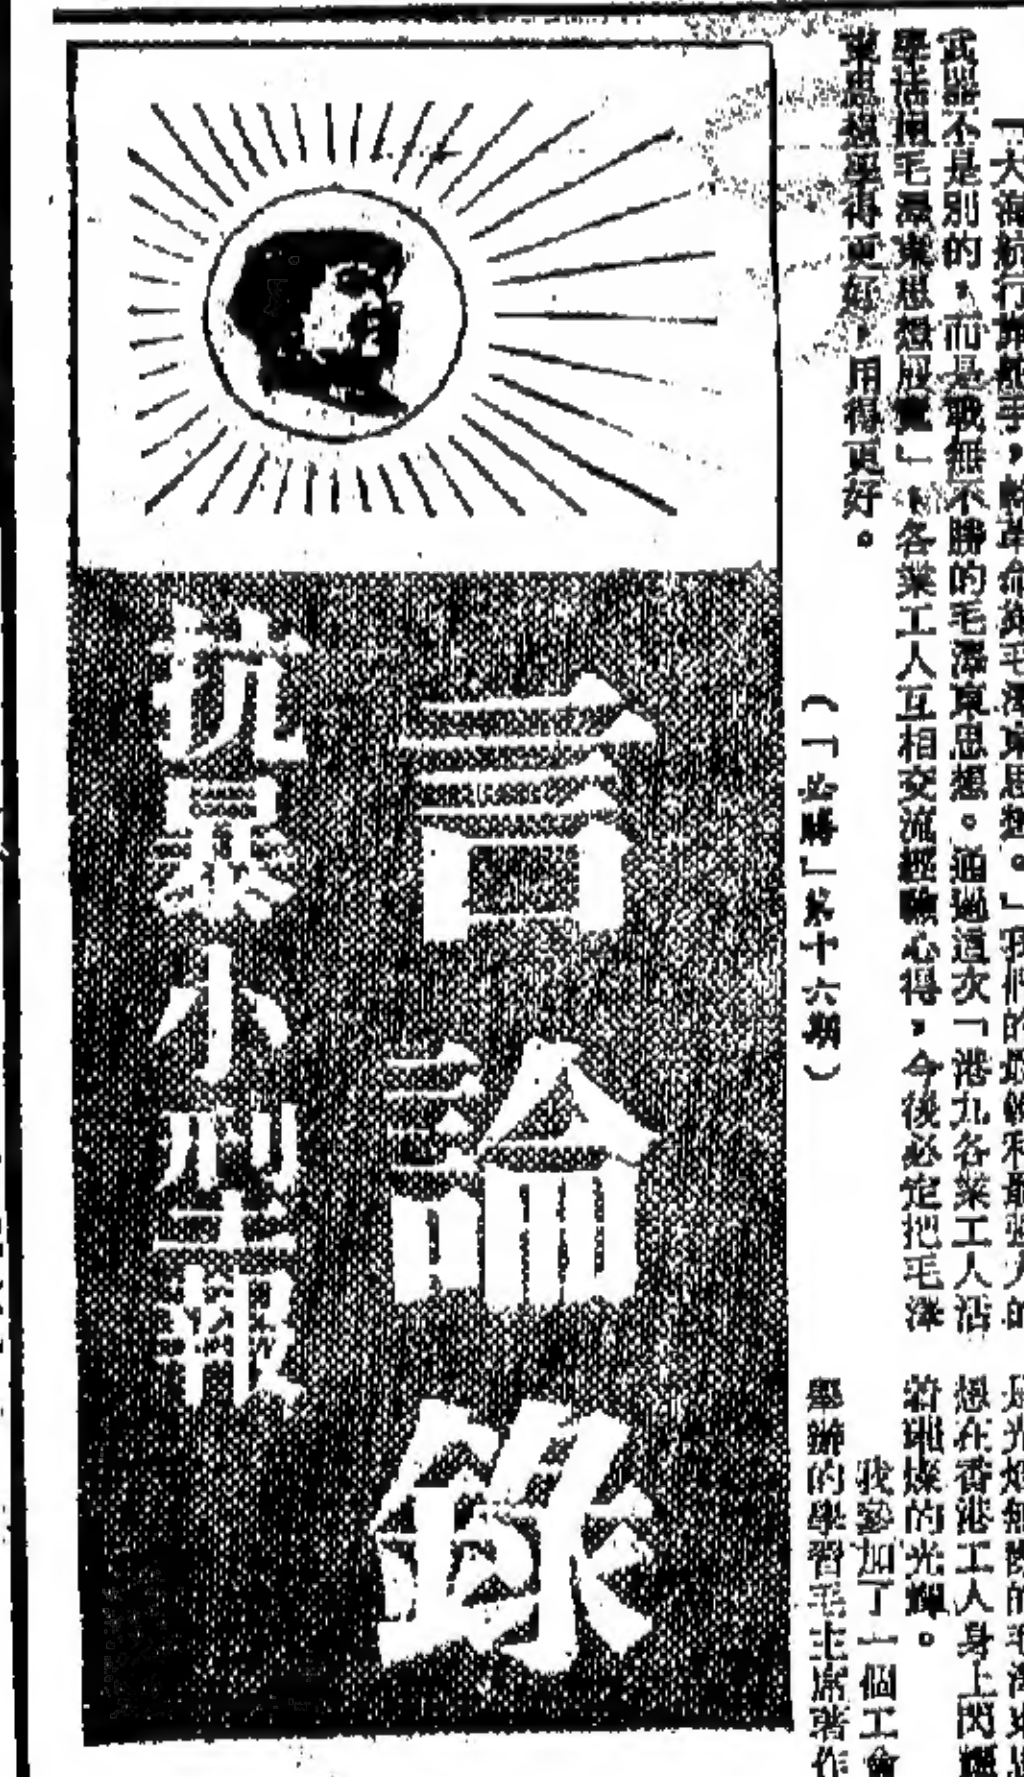 「大海航行靠舵手，幹革命靠毛澤東思想。」我們的最銳利最強大的
武器不是別的，而是戰無不勝的毛澤東思想。通過這次「港九各業工人活
學活用毛澤東思想展覽」，各業工人互相交流經驗心得，今後必定把毛澤
東思想學得更好，用得更好。
（「必勝」第十六期）
想在香港工人身上閃耀
着燦爛的光輝。
我參加了一個工會
舉辦的學習毛主席著作
言論錄
抗暴小型報